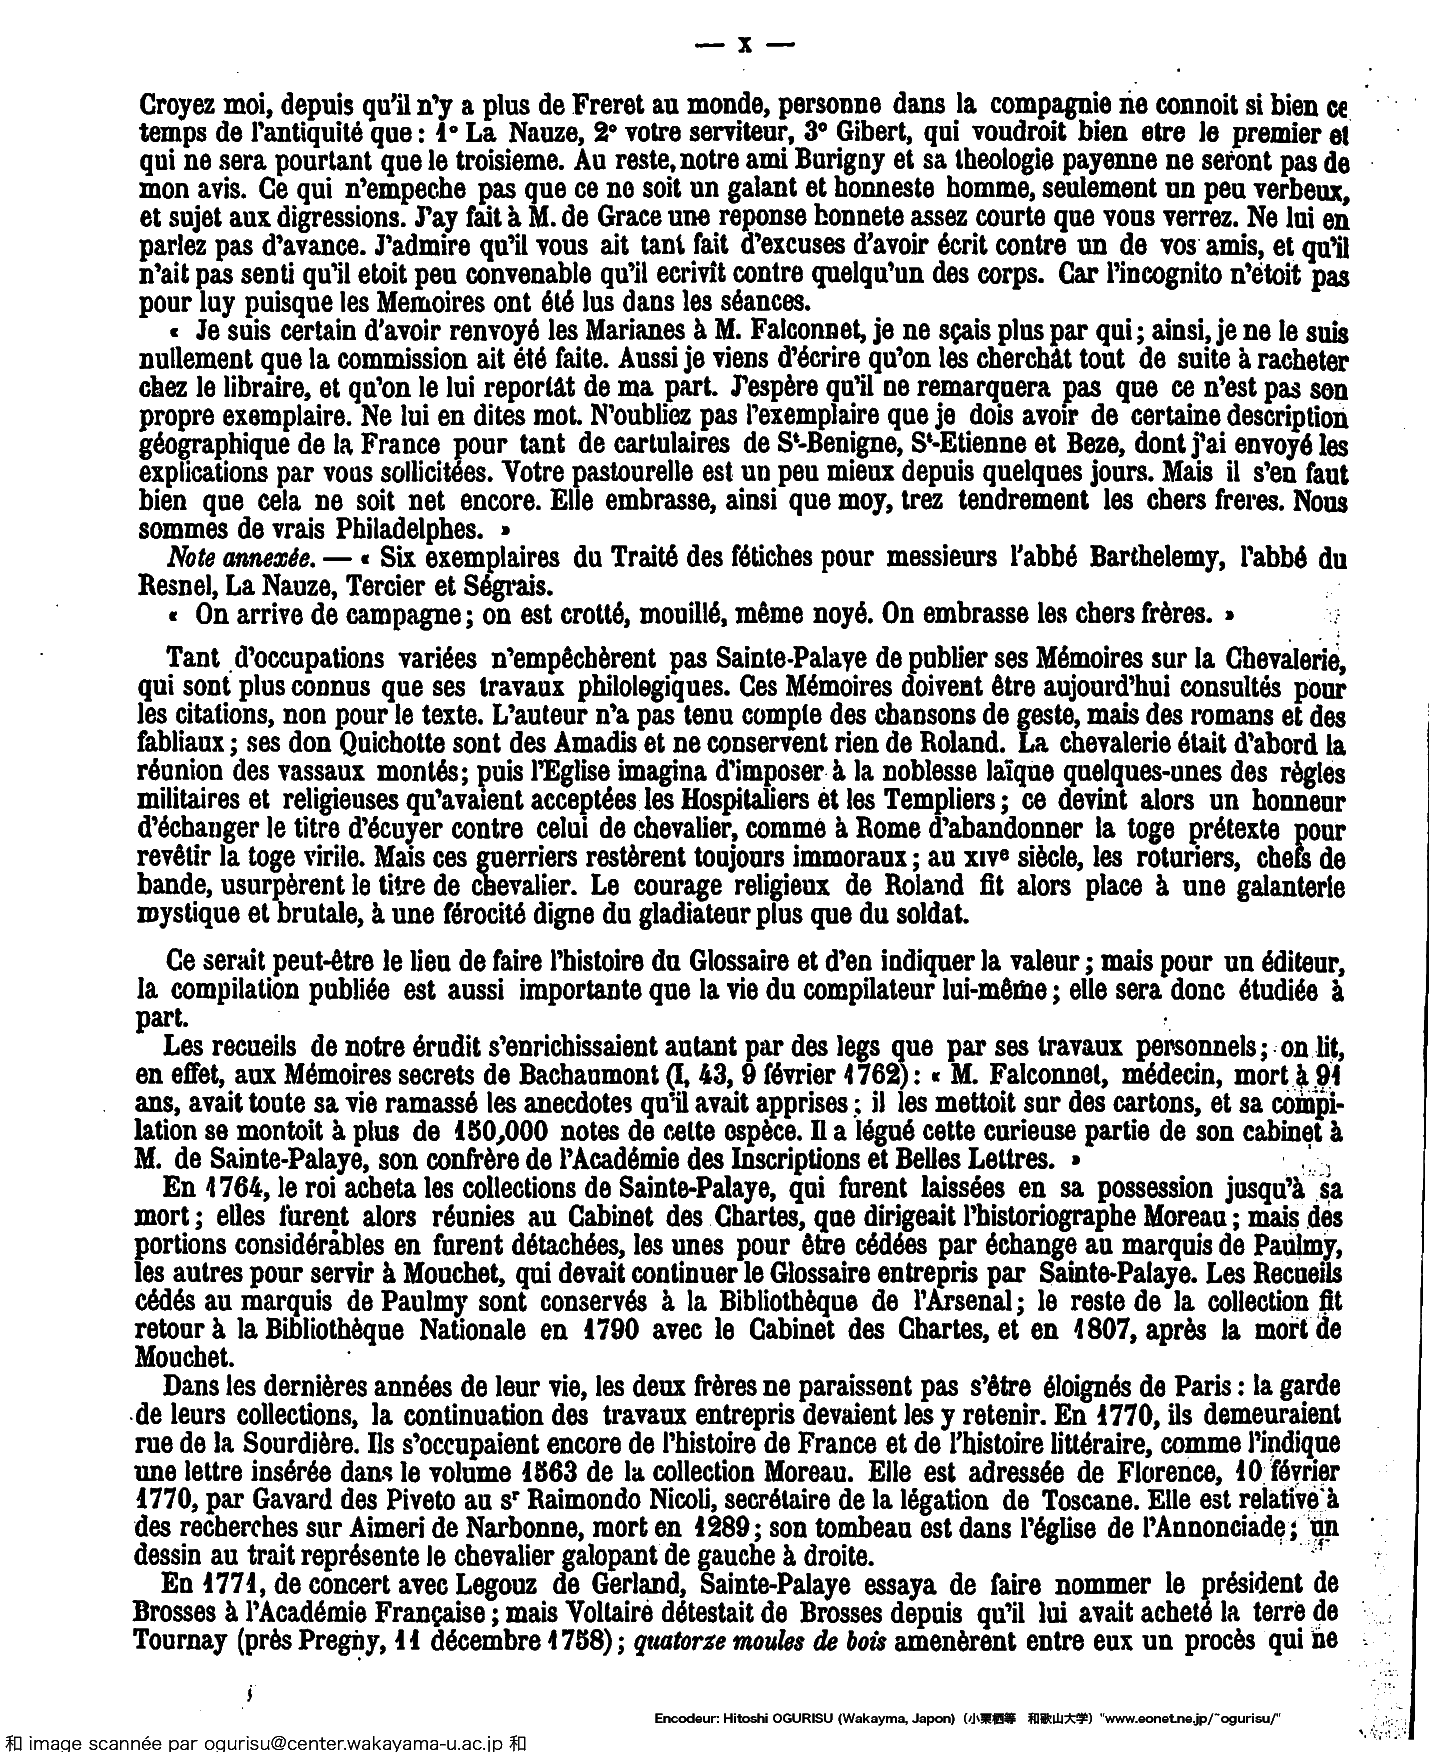 — X —
Croyez moi, depuis qu'il n'y a plus de Freret au monde, personne dans la compagnie ne connoit si bien ce
temps de l'antiquité que : 1° La Nauze, 2° votre serviteur, 3° Gibert, qui voudroit bien etre le premier et
qui ne sera pourtant que le troisieme. Au reste, notre ami Burigny et sa theologie payenne ne seront pas de
mon avis. Ce qui n'empeche pas que ce ne soit un galant et honneste homme, seulement un peu verbeux,
et sujet aux digressions. J'ay fait à M. de Grace une reponse honnete assez courte que vous verrez. Ne lui en
parlez pas d'avance. J'admire qu'il vous ait tant fait d'excuses d'avoir écrit contre un de vos amis, et qu'il
n'ait pas senti qu'il etoit peu convenable qu'il ecrivît contre quelqu'un des corps. Car l'incognito n'étoit pas
pour luy puisque les Memoires ont été lus dans les séances.
« Je suis certain d'avoir renvoyé les Marianes à M. Falconnet, je ne sçais plus par qui ; ainsi, je ne le suis
nullement que la commission ait été faite. Aussi je viens d'écrire qu'on les cherchât tout de suite à racheter
chez le libraire, et qu'on le lui reportât de ma part. J'espère qu'il ne remarquera pas que ce n'est pas son
propre exemplaire. Ne lui en dites mot. N'oubliez pas l'exemplaire que je dois avoir de certaine description
géographique de la France pour tant de cartulaires de St-Benigne, St-Etienne et Beze, dont j'ai envoyé les
explications par vous sollicitées. Votre pastourelle est un peu mieux depuis quelques jours. Mais il s'en faut
bien que cela ne soit net encore. Elle embrasse, ainsi que moy, trez tendrement les chers freres. Nous
sommes de vrais Philadelphes. »
Note annexée. — « Six exemplaires du Traité des fétiches pour messieurs l'abbé Barthelemy, l'abbé du
Resnel, La Nauze, Tercier et Ségrais.
« On arrive de campagne ; on est crotté, mouillé, même noyé. On embrasse les chers frères. »
Tant d'occupations variées n'empêchèrent pas Sainte-Palaye de publier ses Mémoires sur la Chevalerie,
qui sont plus connus que ses travaux philologiques. Ces Mémoires doivent être aujourd'hui consultés pour
les citations, non pour le texte. L'auteur n'a pas tenu compte des chansons de geste, mais des romans et des
fabliaux ; ses don Quichotte sont des Amadis et ne conservent rien de Roland. La chevalerie était d'abord la
réunion des vassaux montés ; puis l'Eglise imagina d'imposer à la noblesse laïque quelques-unes des règles
militaires et religieuses qu'avaient acceptées les Hospitaliers et les Templiers ; ce devint alors un honneur
d'échanger le titre d'écuyer contre celui de chevalier, comme à Rome d'abandonner la toge prétexte pour
revêtir la toge virile. Mais ces guerriers restèrent toujours immoraux ; au XIVe siècle, les roturiers, chefs de
bande, usurpèrent le titre de chevalier. Le courage religieux de Roland fit alors place à une galanterie
mystique et brutale, à une férocité digne du gladiateur plus que du soldat.
Ce serait peut-être le lieu de faire l'histoire du Glossaire et d'en indiquer la valeur ; mais pour un éditeur,
la compilation publiée est aussi importante que la vie du compilateur lui-même ; elle sera donc étudiée à
part.
Les recueils de notre érudit s'enrichissaient autant par des legs que par ses travaux personnels ; on lit,
en effet, aux Mémoires secrets de Bachaumont (I, 43, 9 février 1762) : « M. Falconnet, médecin, mort à 91
ans, avait toute sa vie ramassé les anecdotes qu'il avait apprises ; il les mettoit sur des cartons, et sa compi-
lation se montoit à plus de 150,000 notes de cette espèce. Il a légué cette curieuse partie de son cabinet à
M. de Sainte-Palaye, son confrère de l'Académie des Inscriptions et Belles Lettres. »
En 1764, le roi acheta les collections de Sainte-Palaye, qui furent laissées en sa possession jusqu'à sa
mort ; elles furent alors réunies au Cabinet des Chartes, que dirigeait l'historiographe Moreau ; mais des
portions considérables en furent détachées, les unes pour être cédées par échange au marquis de Paulmy,
les autres pour servir à Mouchet, qui devait continuer le Glossaire entrepris par Sainte-Palaye. Les Recueils
cédés au marquis de Paulmy sont conservés à la Bibliothèque de l'Arsenal ; le reste de la collection fit
retour à la Bibliothèque Nationale en 1790 avec le Cabinet des Chartes, et en 1807, après la mort de
Mouchet.
Dans les dernières années de leur vie, les deux frères ne paraissent pas s'être éloignés de Paris : la garde
de leurs collections, la continuation des travaux entrepris devaient les y retenir. En 1770, ils demeuraient
rue de la Sourdière. Ils s'occupaient encore de l'histoire de France et de l'histoire littéraire, comme l'indique
une lettre insérée dans le volume 1563 de la collection Moreau. Elle est adressée de Florence, 10 février
1770, par Gavard des Piveto au sr Raimondo Nicoli, secrétaire de la légation de Toscane. Elle est relative à
des recherches sur Aimeri de Narbonne, mort en 1289 ; son tombeau est dans l'église de l'Annonciade ; un
dessin au trait représente le chevalier galopant de gauche à droite.
En 1771, de concert avec Legouz de Gerland, Sainte-Palaye essaya de faire nommer le président de
Brosses à l'Académie Française ; mais Voltaire détestait de Brosses depuis qu'il lui avait acheté la terre de
Tournay (près Pregny, 11 décembre 1758) ; quatorze moules de bois amenèrent entre eux un procès qui ne
Encodeur: Hitoshi OGURISU (Wakayma, Japon) (小栗栖等 和歌山大学) "www.eonet.ne.jp/~ogurisu/"
和 image scannée par ogurisu@center.wakayama-u.ac.jp 和